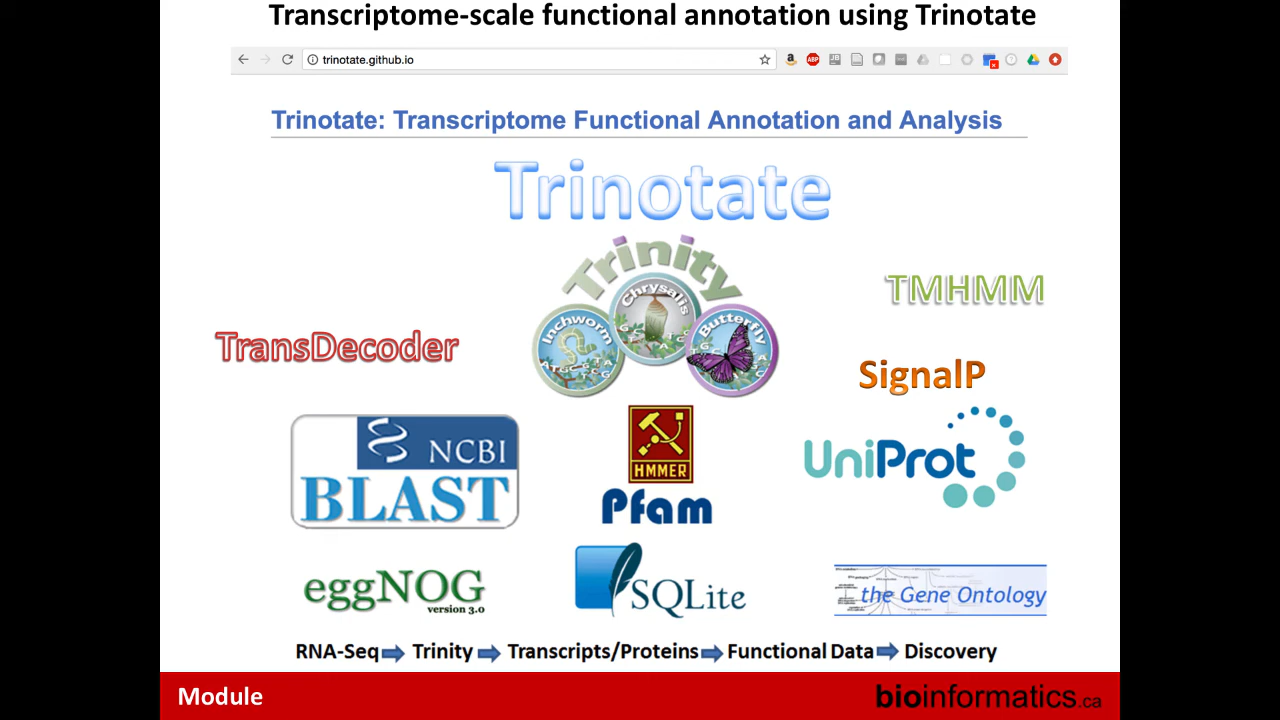 Transcriptome-scale functional annotation using Trinotate
trinotate.github.io
Trinotate: Transcriptome Functional Annotation and Analysis
Trinotate
Trinity
Inchworm
Chrysalis
Butterfly
TMHMM
TransDecoder
SignalP
NCBI
BLAST
HMMER
Pfam
UniProt
eggNOG
version 3.0
SQLite
the Gene Ontology
RNA-Seq Trinity Transcripts/Proteins Functional Data Discovery
Module
bioinformatics.ca